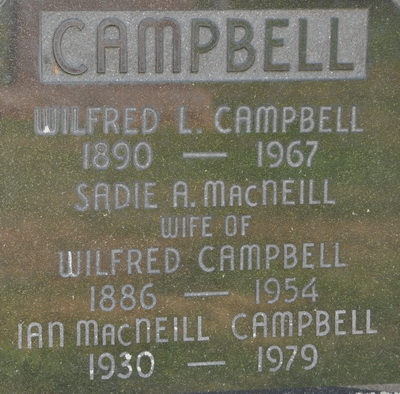 CAMPBELL
WILFRED L. CAMPBELL
1890 — 1967
SADIE A. MACNEILL
WIFE OF
WILFRED CAMPBELL
1886 — 1954
IAN MACNEILL CAMPBELL
1930 — 1979